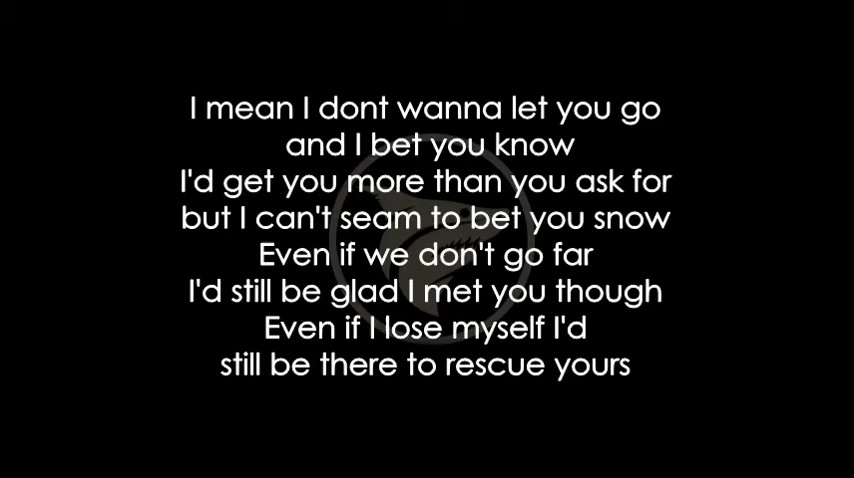 I mean I dont wanna let you go
and I bet you know
I'd get you more than you ask for
but I can't seam to bet you snow
Even if we don't go far
I'd still be glad I met you though
Even if I lose myself I'd
still be there to rescue yours